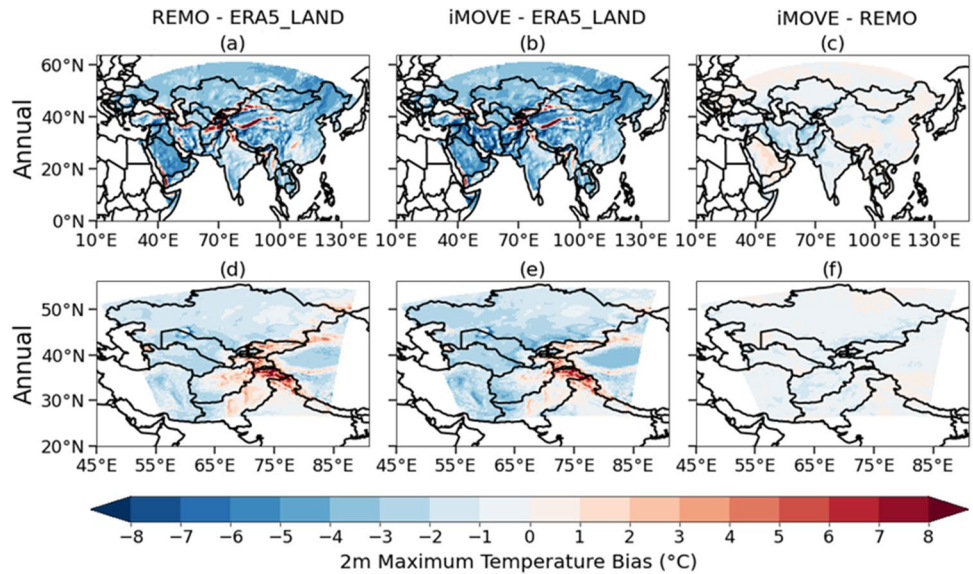 REMO - ERA5_LAND iMOVE - ERA5_LAND iMOVE - REMO
(a) (b) (c)
Annual
60°N
40°N
20°N
0°N
10°E 40°E 70°E 100°E 130°E 10°E 40°E 70°E 100°E 130°E 10°E 40°E 70°E 100°E 130°E
(d) (e) (f)
Annual
50°N
40°N
30°N
20°N
45°E 55°E 65°E 75°E 85°E 45°E 55°E 65°E 75°E 85°E 45°E 55°E 65°E 75°E 85°E
−8 −7 −6 −5 −4 −3 −2 −1 0 1 2 3 4 5 6 7 8
2m Maximum Temperature Bias (°C)